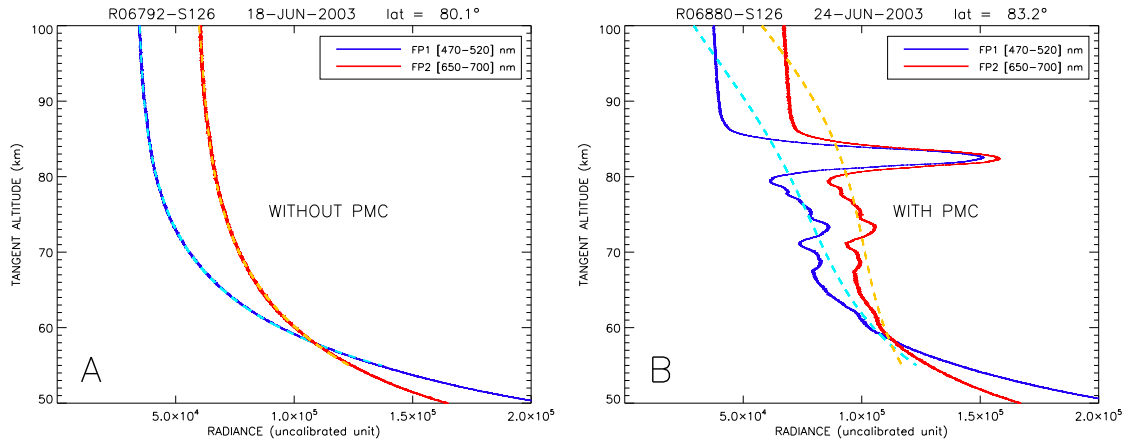 R06792-S126 18-JUN-2003 lat = 80.1°
100
90
80
70
60
50
TANGENT ALTITUDE (km)
FP1 [470-520] nm
FP2 [650-700] nm
WITHOUT PMC
A
5.0×10⁴ 1.0×10⁵ 1.5×10⁵ 2.0×10⁵
RADIANCE (uncalibrated unit)
R06880-S126 24-JUN-2003 lat = 83.2°
100
90
80
70
60
50
TANGENT ALTITUDE (km)
FP1 [470-520] nm
FP2 [650-700] nm
WITH PMC
B
5.0×10⁴ 1.0×10⁵ 1.5×10⁵ 2.0×10⁵
RADIANCE (uncalibrated unit)